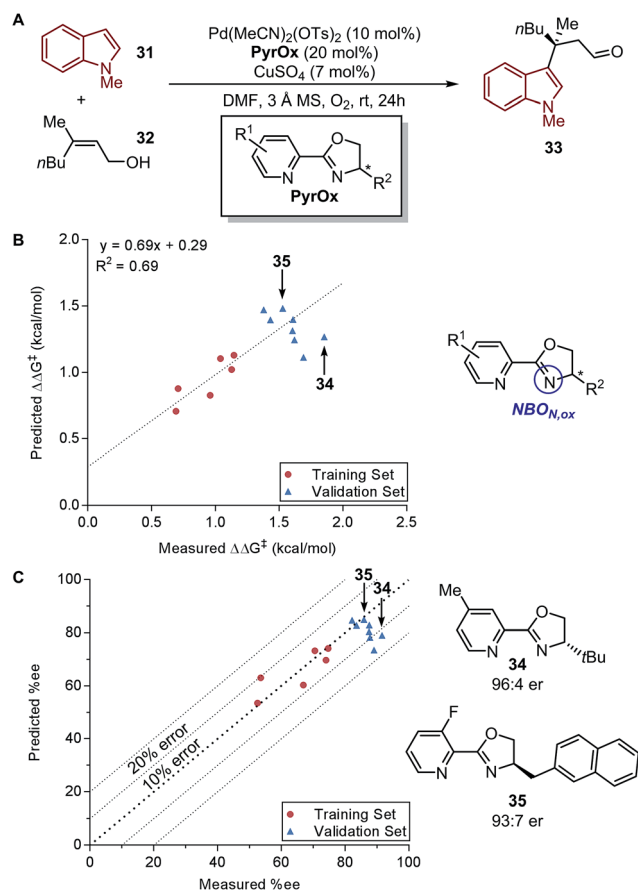 A
31
N
Me
+
Me
32
nBu
OH
Pd(MeCN)2(OTs)2 (10 mol%)
PyrOx (20 mol%)
CuSO4 (7 mol%)
DMF, 3 Å MS, O2, rt, 24h
R1
O
N
N
*
R2
PyrOx
nBu
Me
O
N
Me
33
B
y = 0.69x + 0.29
R2 = 0.69
35
34
2.0
1.5
1.0
0.5
0.0
Predicted ΔΔG‡ (kcal/mol)
Training Set
Validation Set
0.0
0.5
1.0
1.5
2.0
2.5
Measured ΔΔG‡ (kcal/mol)
R1
O
N
N
*
R2
NBON,ox
C
35
34
100
80
60
40
20
0
Predicted %ee
20% error
10% error
Training Set
Validation Set
0
20
40
60
80
100
Measured %ee
Me
O
N
N
tBu
34
96:4 er
F
O
N
N
35
93:7 er